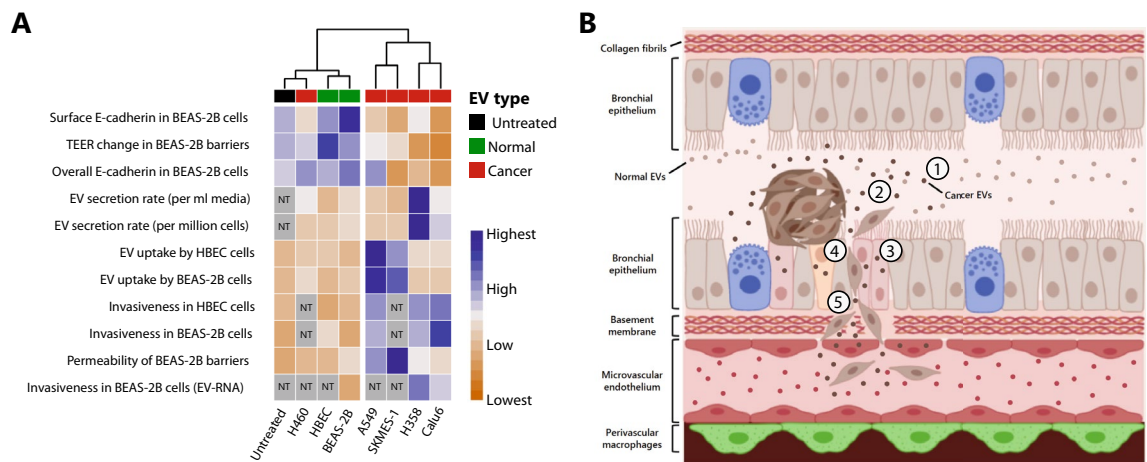 A
EV type
Untreated
Normal
Cancer
Surface E-cadherin in BEAS-2B cells
TEER change in BEAS-2B barriers
Overall E-cadherin in BEAS-2B cells
EV secretion rate (per ml media)
NT
EV secretion rate (per million cells)
NT
EV uptake by HBEC cells
EV uptake by BEAS-2B cells
Invasiveness in HBEC cells
NT
NT
Invasiveness in BEAS-2B cells
NT
NT
Permeability of BEAS-2B barriers
Invasiveness in BEAS-2B cells (EV-RNA)
NT
NT
NT
NT
NT
Highest
High
Low
Lowest
Untreated
H460
HBEC
BEAS-2B
A549
SKMES-1
H358
Calu6
B
Collagen fibrils
Bronchial
epithelium
Normal EVs
1
2
Cancer EVs
Bronchial
epithelium
4
3
5
Basement
membrane
Microvascular
endothelium
Perivascular
macrophages